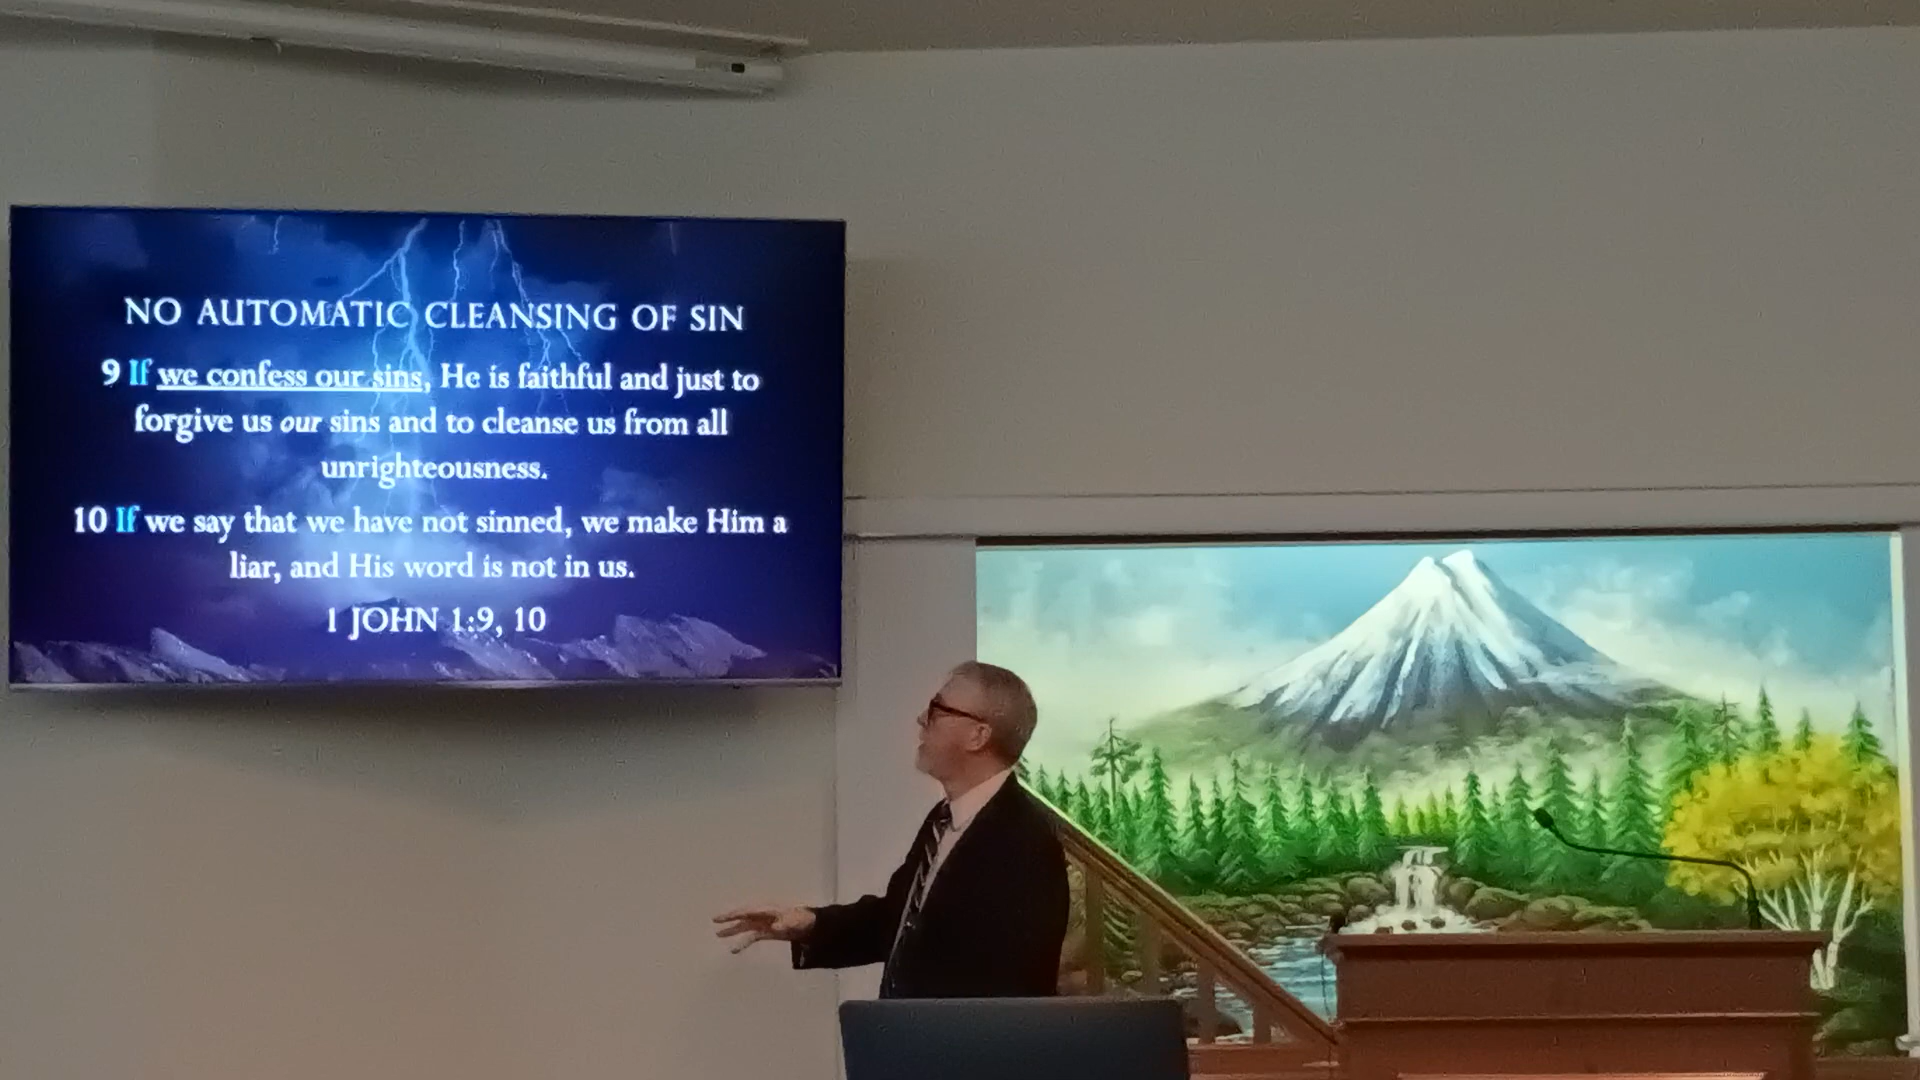 NO AUTOMATIC CLEANSING OF SIN
9 If we confess our sins, He is faithful and just to
forgive us our sins and to cleanse us from all
unrighteousness.
10 If we say that we have not sinned, we make Him a
liar, and His word is not in us.
1 JOHN 1:9, 10